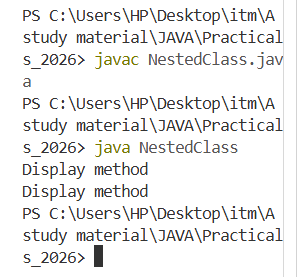 PS C:\Users\HP\Desktop\itm\A
study material\JAVA\Practical
s_2026> javac NestedClass.jav
a
PS C:\Users\HP\Desktop\itm\A
study material\JAVA\Practical
s_2026> java NestedClass
Display method
Display method
PS C:\Users\HP\Desktop\itm\A
study material\JAVA\Practical
s_2026>